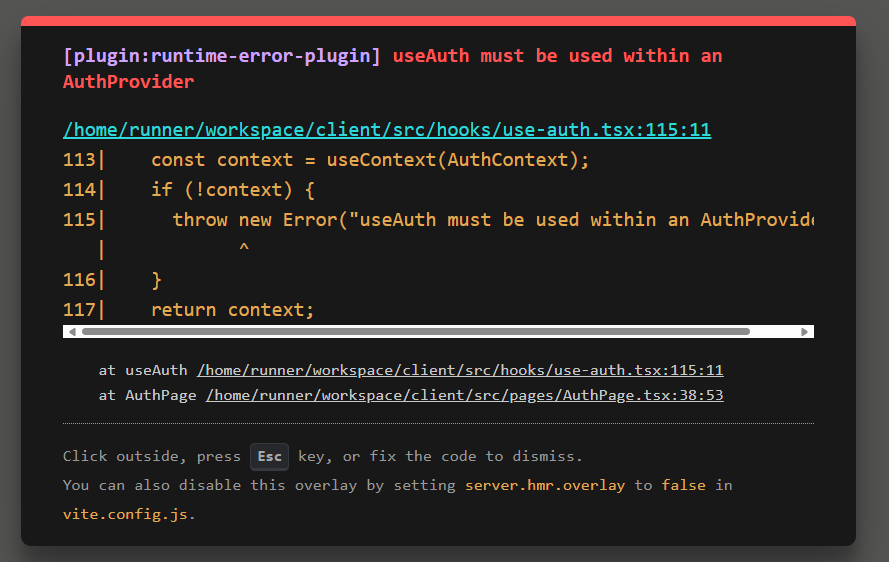 [plugin:runtime-error-plugin] useAuth must be used within an
AuthProvider
/home/runner/workspace/client/src/hooks/use-auth.tsx:115:11
113|    const context = useContext(AuthContext);
114|    if (!context) {
115|      throw new Error("useAuth must be used within an AuthProvide
   |            ^
116|    }
117|    return context;
at useAuth /home/runner/workspace/client/src/hooks/use-auth.tsx:115:11
at AuthPage /home/runner/workspace/client/src/pages/AuthPage.tsx:38:53
Click outside, press Esc key, or fix the code to dismiss.
You can also disable this overlay by setting server.hmr.overlay to false in
vite.config.js.